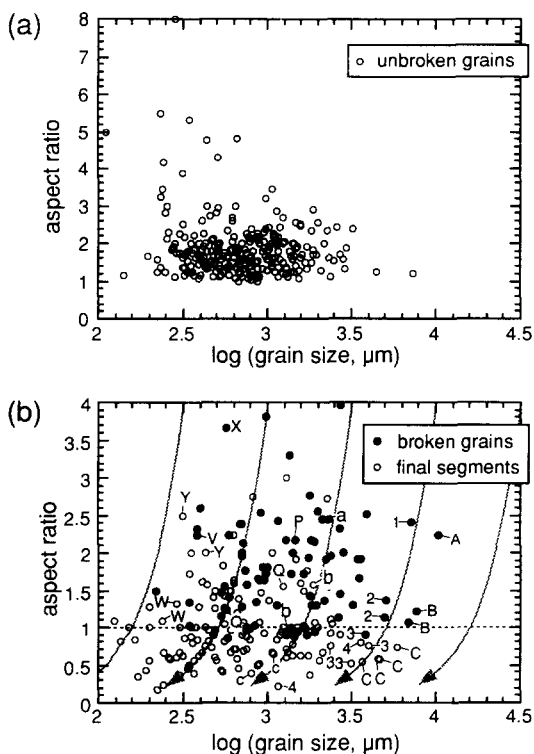 (a)
8
7
6
5
4
3
2
1
0
aspect ratio
unbroken grains
2
2.5
3
3.5
4
4.5
log (grain size, μm)
(b)
4
3.5
3
2.5
2
1.5
1
0.5
0
aspect ratio
broken grains
final segments
X
Y
V
Y
W
W
P
a
Q
b
b
Q
c
c
1
A
2
B
2
B
3
4
3
C
3
3
C
C
C
4
2
2.5
3
3.5
4
4.5
log (grain size, μm)